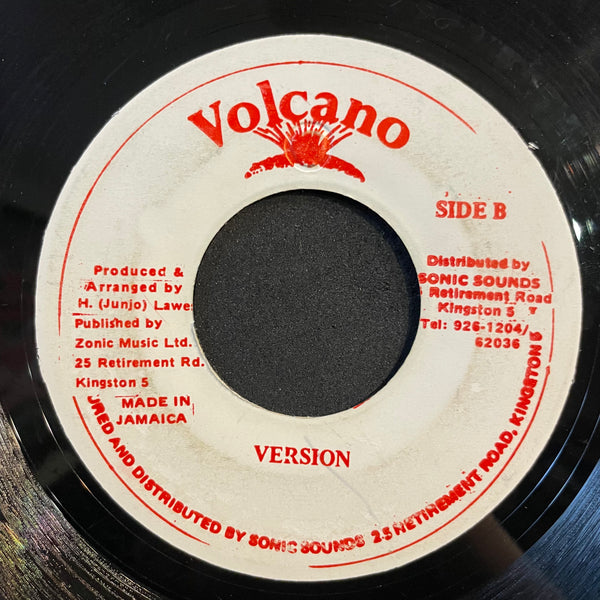 Volcano
SIDE B
Produced &
Arranged by
H. (Junjo) Lawe
Published by
Zonic Music Ltd.
25 Retirement Rd.
Kingston 5
MADE IN
JAMAICA
Distributed by
SONIC SOUNDS
Retirement Road
Kingston 5
Tel: 926-1204/
62036
VERSION
URED AND DISTRIBUTED BY SONIC SOUNDS 25 RETIREMENT ROAD, KINGSTON 5